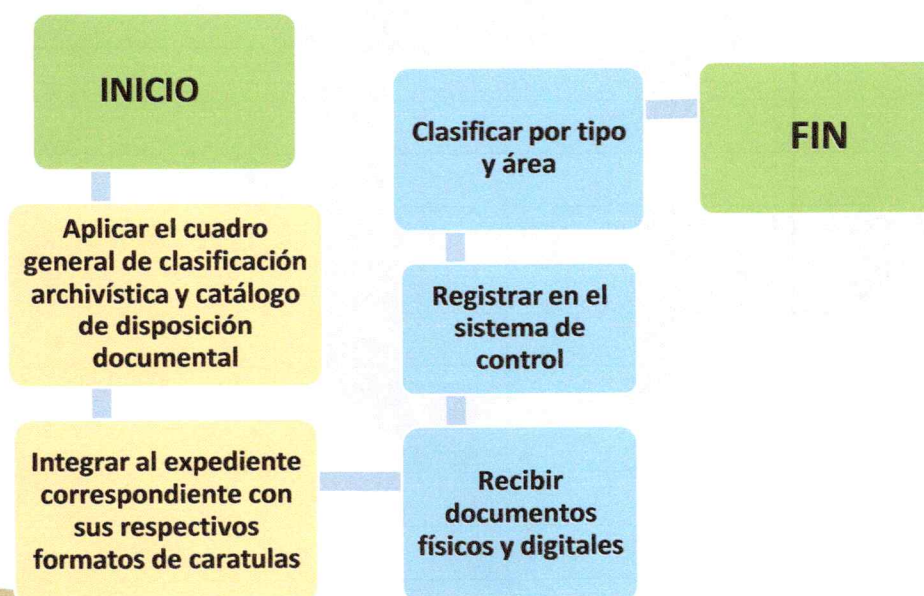 INICIO
Aplicar el cuadro
general de clasificación
archivística y catálogo
de disposición
documental
Integrar al expediente
correspondiente con
sus respectivos
formatos de caratulas
Recibir
documentos
físicos y digitales
Registrar en el
sistema de
control
Clasificar por tipo
y área
FIN